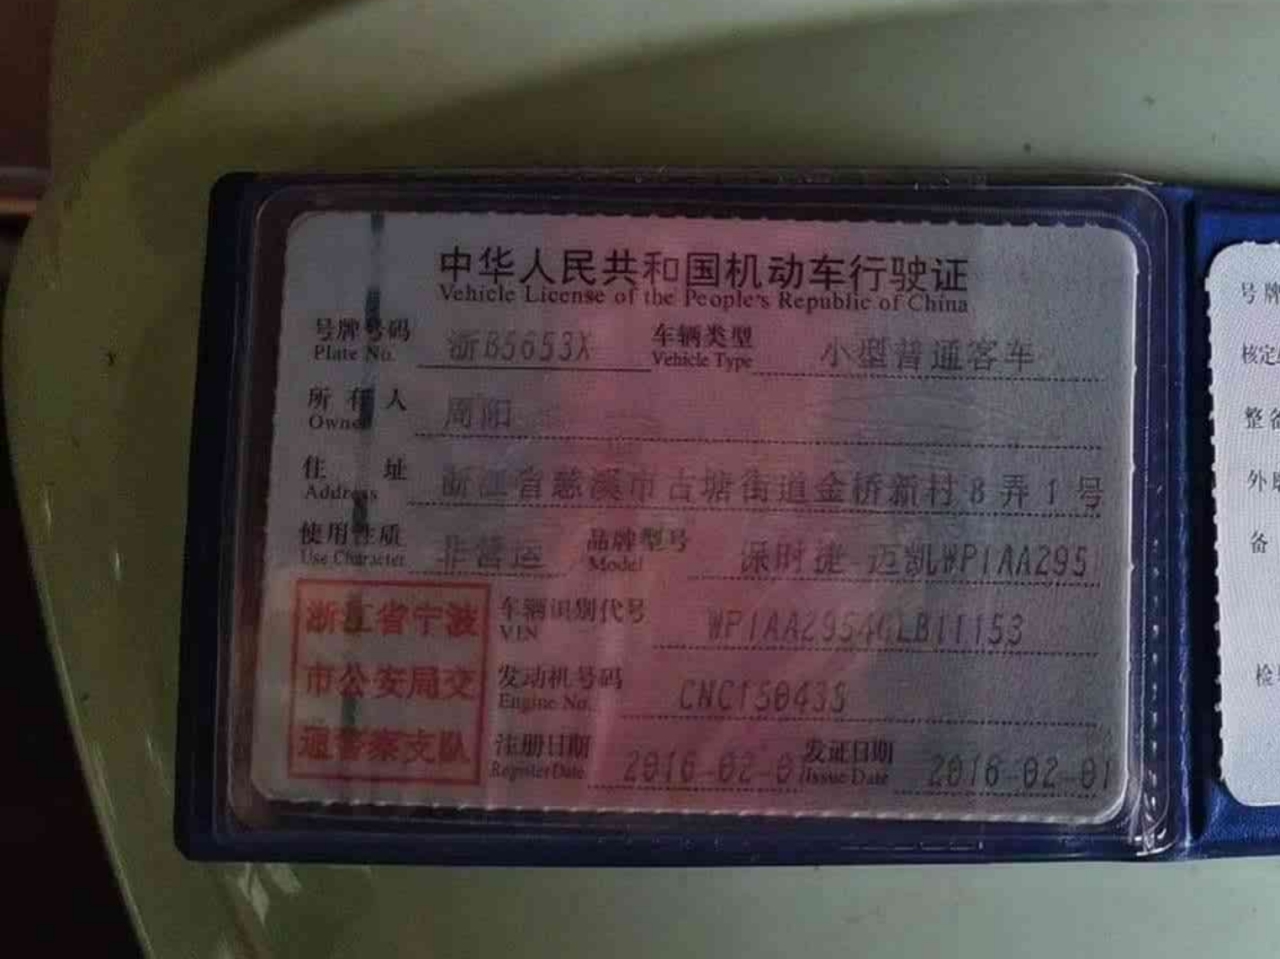 中华人民共和国机动车行驶证
Vehicle License of the People's Republic of China
号牌号码 浙B5653X 车辆类型 小型普通客车
Plate No. Vehicle Type
所有人 周阳
Owner
住址 浙江省慈溪市古塘街道金桥新村8弄1号
Address
使用性质 非营运 品牌型号 保时捷-迈凯WP1AA295
Use Character Model
浙江省宁波
市公安局交
通警察支队
车辆识别代号 WP1AA2954GLB11153
VIN
发动机号码 CNC150433
Engine No.
注册日期 2016-02-01 发证日期 2016-02-01
Register Date Issue Date
号牌
核定
整备
外廓
备
检验